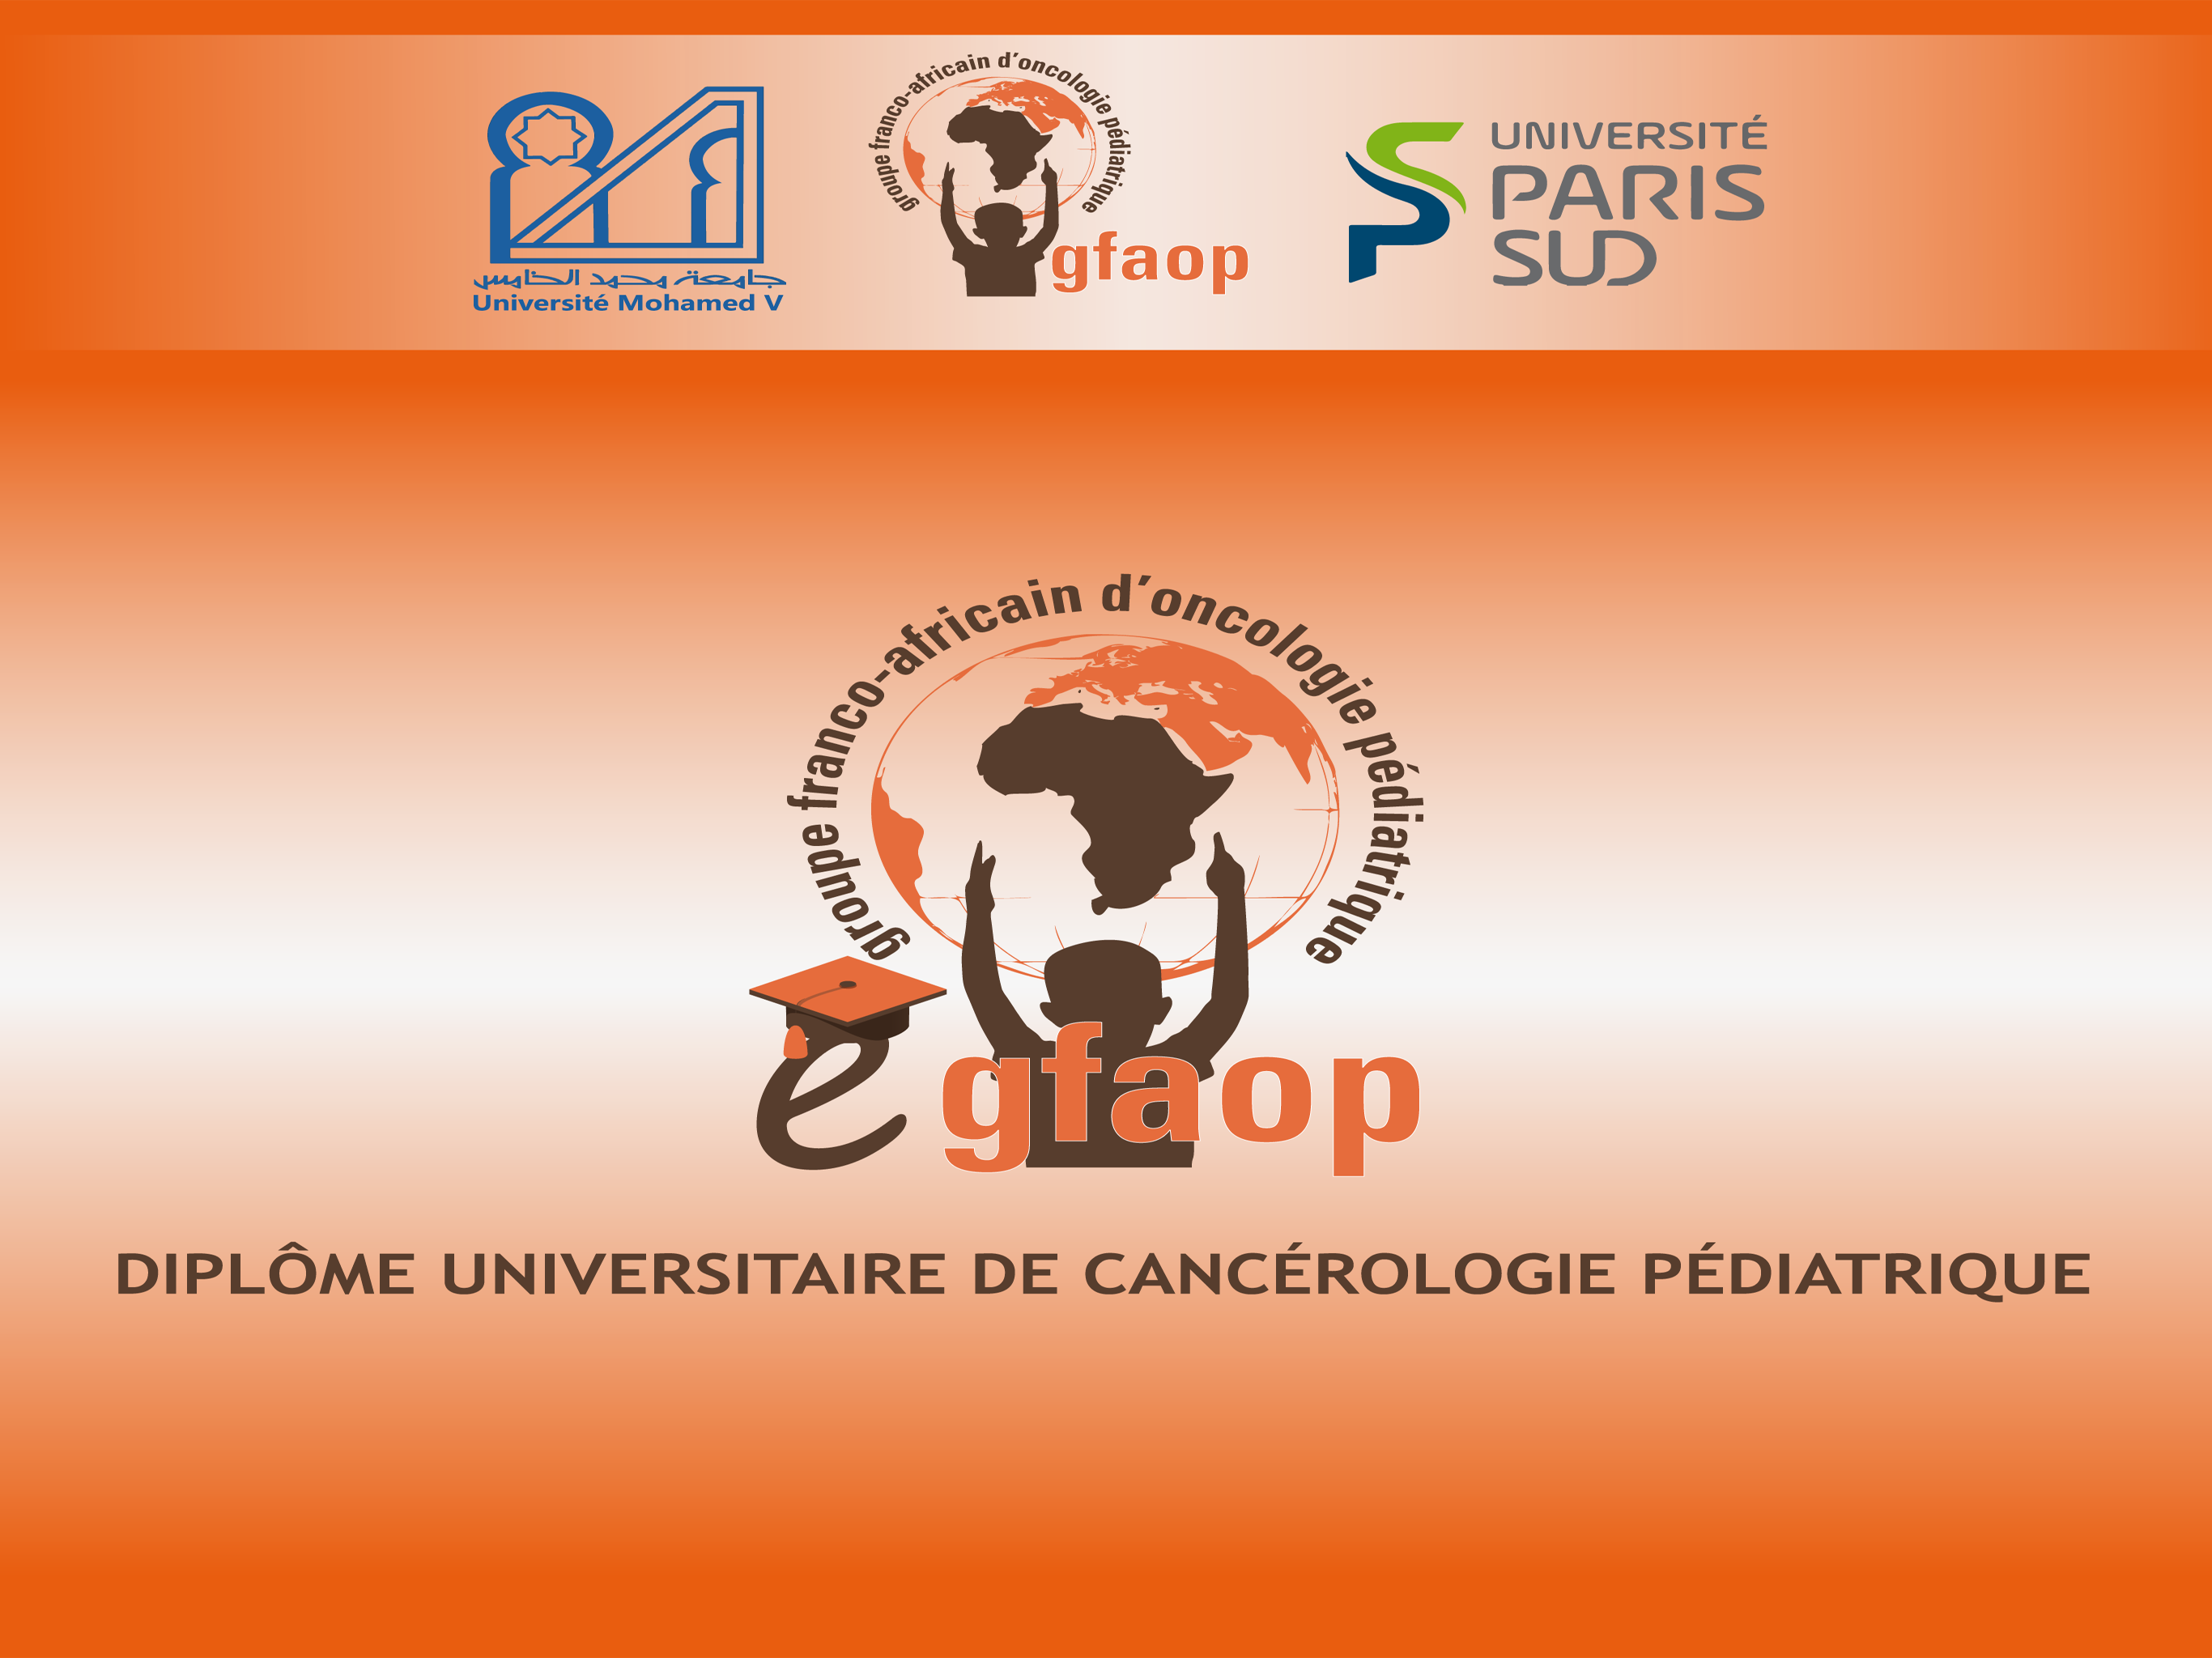 جامعة محمد الخامس
Université Mohamed V
groupe franco-africain d'oncologie pédiatrique
gfaop
UNIVERSITÉ
PARIS
SUD
groupe franco-africain d'oncologie pédiatrique
e gfaop
DIPLÔME UNIVERSITAIRE DE CANCÉROLOGIE PÉDIATRIQUE